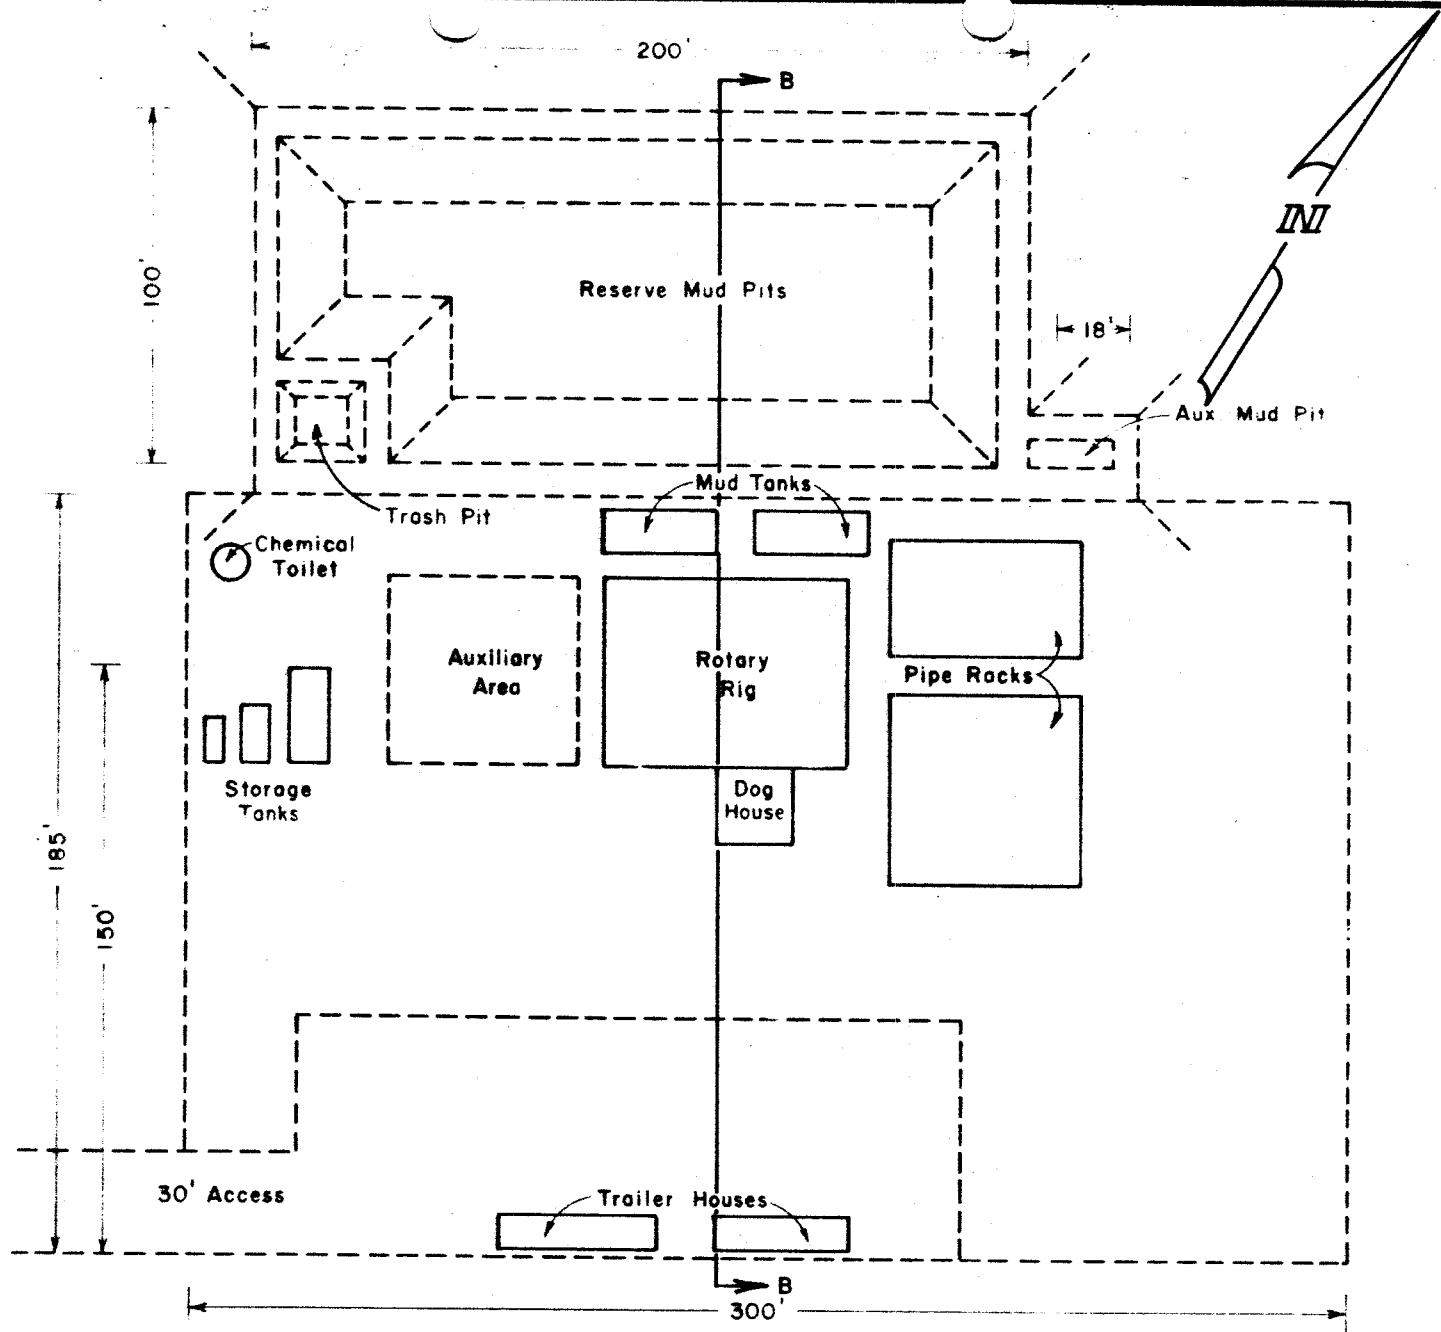 200'
B
Reserve Mud Pits
100'
N
18'
Aux. Mud Pit
Mud Tanks
Trash Pit
Chemical
Toilet
Auxiliary
Area
Rotary
Rig
Pipe Racks
Storage
Tanks
Dog
House
185'
150'
30' Access
Trailer Houses
B
300'